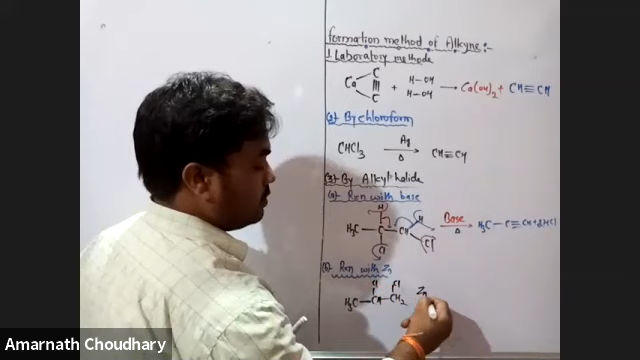 Formation method of Alkyne:-
1. Laboratory methode
Ca C ≡ C + H-OH H-OH → Ca(OH)₂ + CH≡CH
(2) By chloroform
CHCl₃ Ag Δ → CH≡CH
(3) By Alkyl halide
(a) Rxn with base
H H
H₃C - C - CH Base Δ → H₃C - C ≡ CH + 2HCl
Cl Cl
(b) Rxn with Zn
Cl Cl
H₃C - CH - CH₂ Zn
Amarnath Choudhary